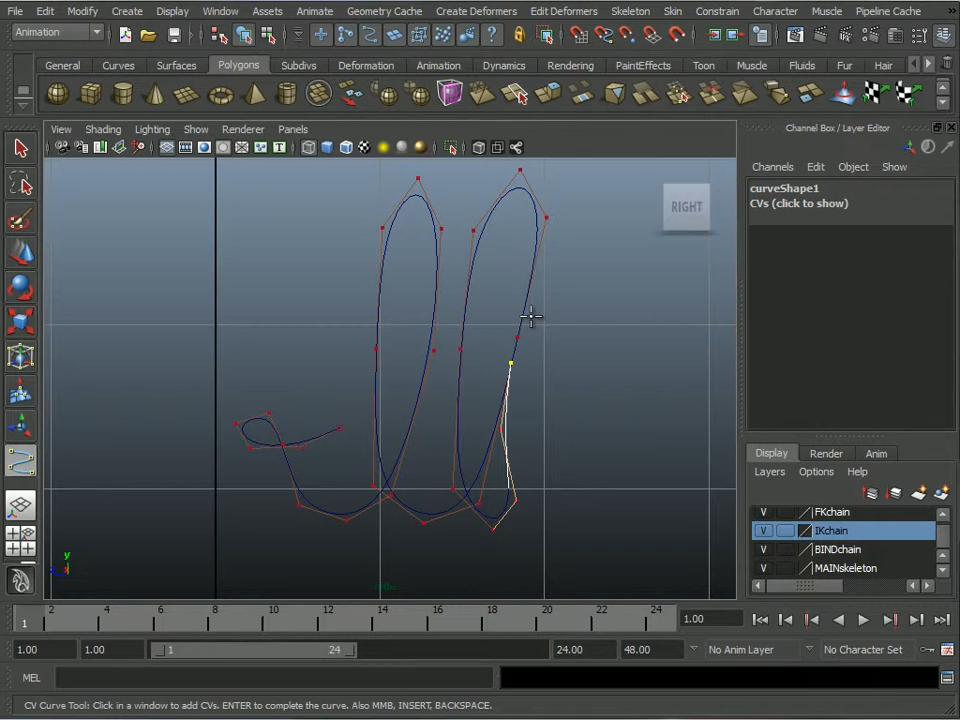 File Edit Modify Create Display Window Assets Animate Geometry Cache Create Deformers Edit Deformers Skeleton Skin Constrain Character Muscle Pipeline Cache »
Animation
General Curves Surfaces Polygons Subdivs Deformation Animation Dynamics Rendering PaintEffects Toon Muscle Fluids Fur Hair
View Shading Lighting Show Renderer Panels
Channel Box / Layer Editor
Channels Edit Object Show
curveShape1
CVs (click to show)
RIGHT
Display Render Anim
Layers Options Help
V FKchain
V IKchain
V BINDchain
V MAINskeleton
y
2 4 6 8 10 12 14 16 18 20 22 24
1 1.00
1.00 1.00 1 24 24.00 48.00 No Anim Layer No Character Set
MEL
CV Curve Tool: Click in a window to add CVs. ENTER to complete the curve. Also MMB, INSERT, BACKSPACE.